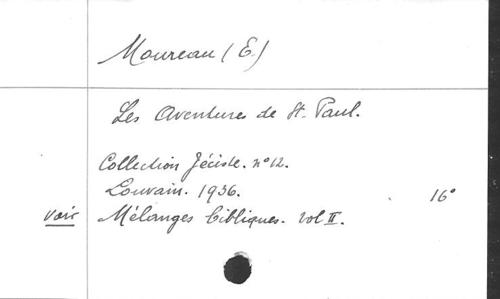 Moureau (E.)
Les Aventures de St. Paul.
Collection Jéciste. n° 12.
Louvain. 1936. 16°
voir Mélanges bibliques. vol II.